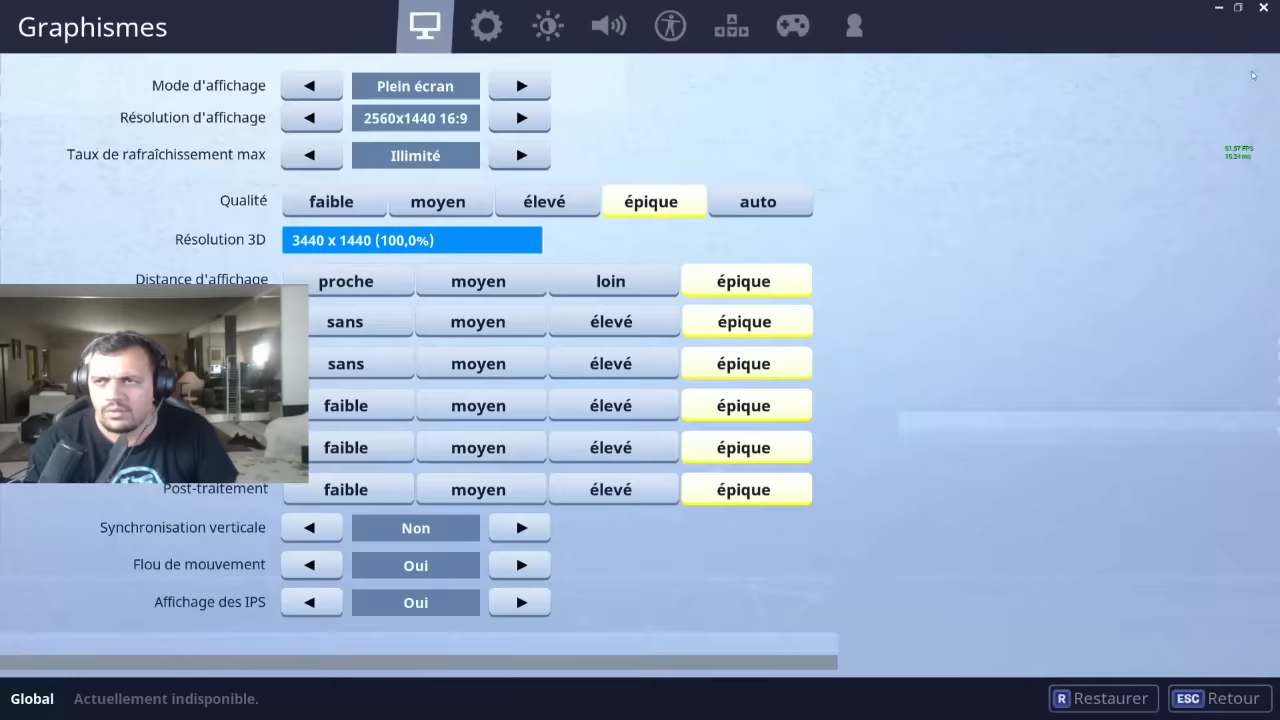 Graphismes
Mode d'affichage ◄ Plein écran ►
Résolution d'affichage ◄ 2560x1440 16:9 ►
Taux de rafraîchissement max ◄ Illimité ►
Qualité faible moyen élevé épique auto
Résolution 3D 3440 x 1440 (100,0%)
Distance d'affichage proche moyen loin épique
sans moyen élevé épique
sans moyen élevé épique
faible moyen élevé épique
faible moyen élevé épique
Post-traitement faible moyen élevé épique
Synchronisation verticale ◄ Non ►
Flou de mouvement ◄ Oui ►
Affichage des IPS ◄ Oui ►
Global Actuellement indisponible. R Restaurer ESC Retour